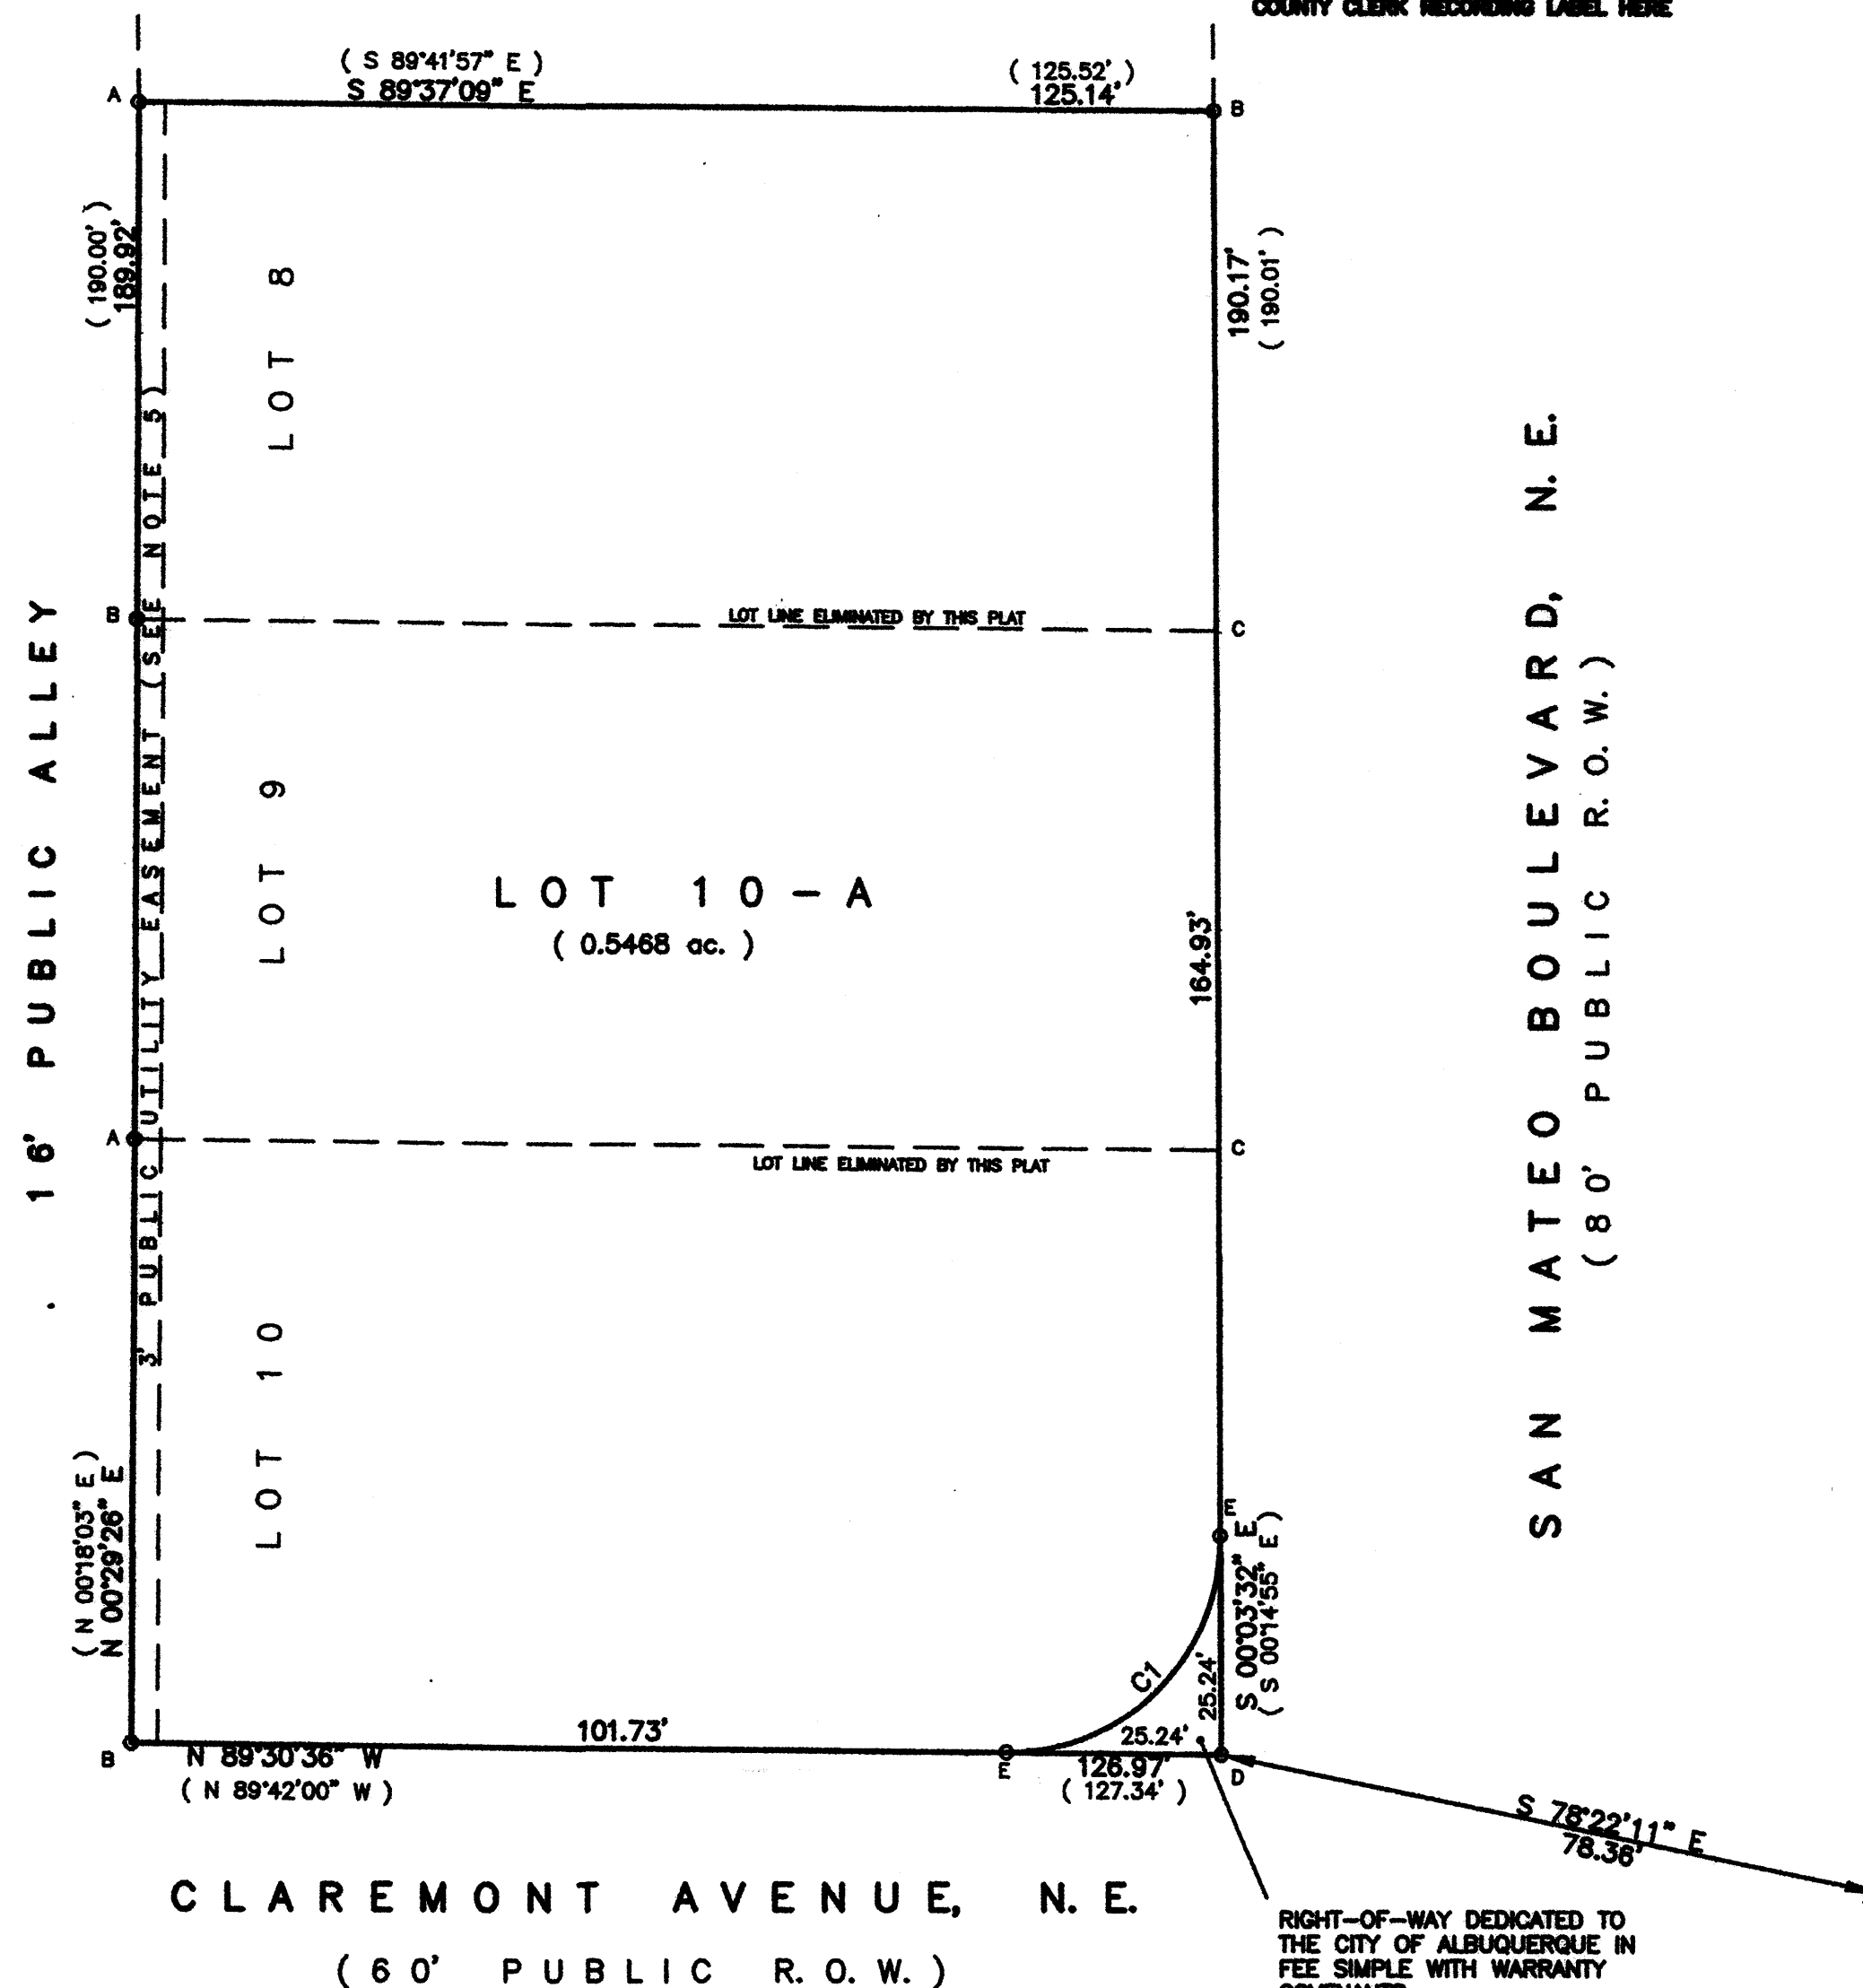 COUNTY CLERK RECORDING LABEL HERE
( S 89°41'57" E )
S 89°37'09" E
( 125.52' )
125.14'
A
B
( 190.00' )
189.92'
190.17'
( 190.01' )
LOT 8
16' PUBLIC ALLEY
3' PUBLIC UTILITY EASEMENT (SEE NOTE 5)
SAN MATEO BOULEVARD, N. E.
(80' PUBLIC R.O.W.)
B
LOT LINE ELIMINATED BY THIS PLAT
C
LOT 9
LOT 10-A
( 0.5468 ac. )
164.93'
A
LOT LINE ELIMINATED BY THIS PLAT
C
LOT 10
( N 00°18'03" E )
N 00°29'26" E
E
S 00°03'32" E
( S 00°14'55" E )
C1
25.24'
25.24'
101.73'
B
N 89°30'36" W
( N 89°42'00" W )
E
126.97'
( 127.34' )
D
S 78°22'11" E
78.36'
CLAREMONT AVENUE, N.E.
(60' PUBLIC R.O.W.)
RIGHT-OF-WAY DEDICATED TO
THE CITY OF ALBUQUERQUE IN
FEE SIMPLE WITH WARRANTY